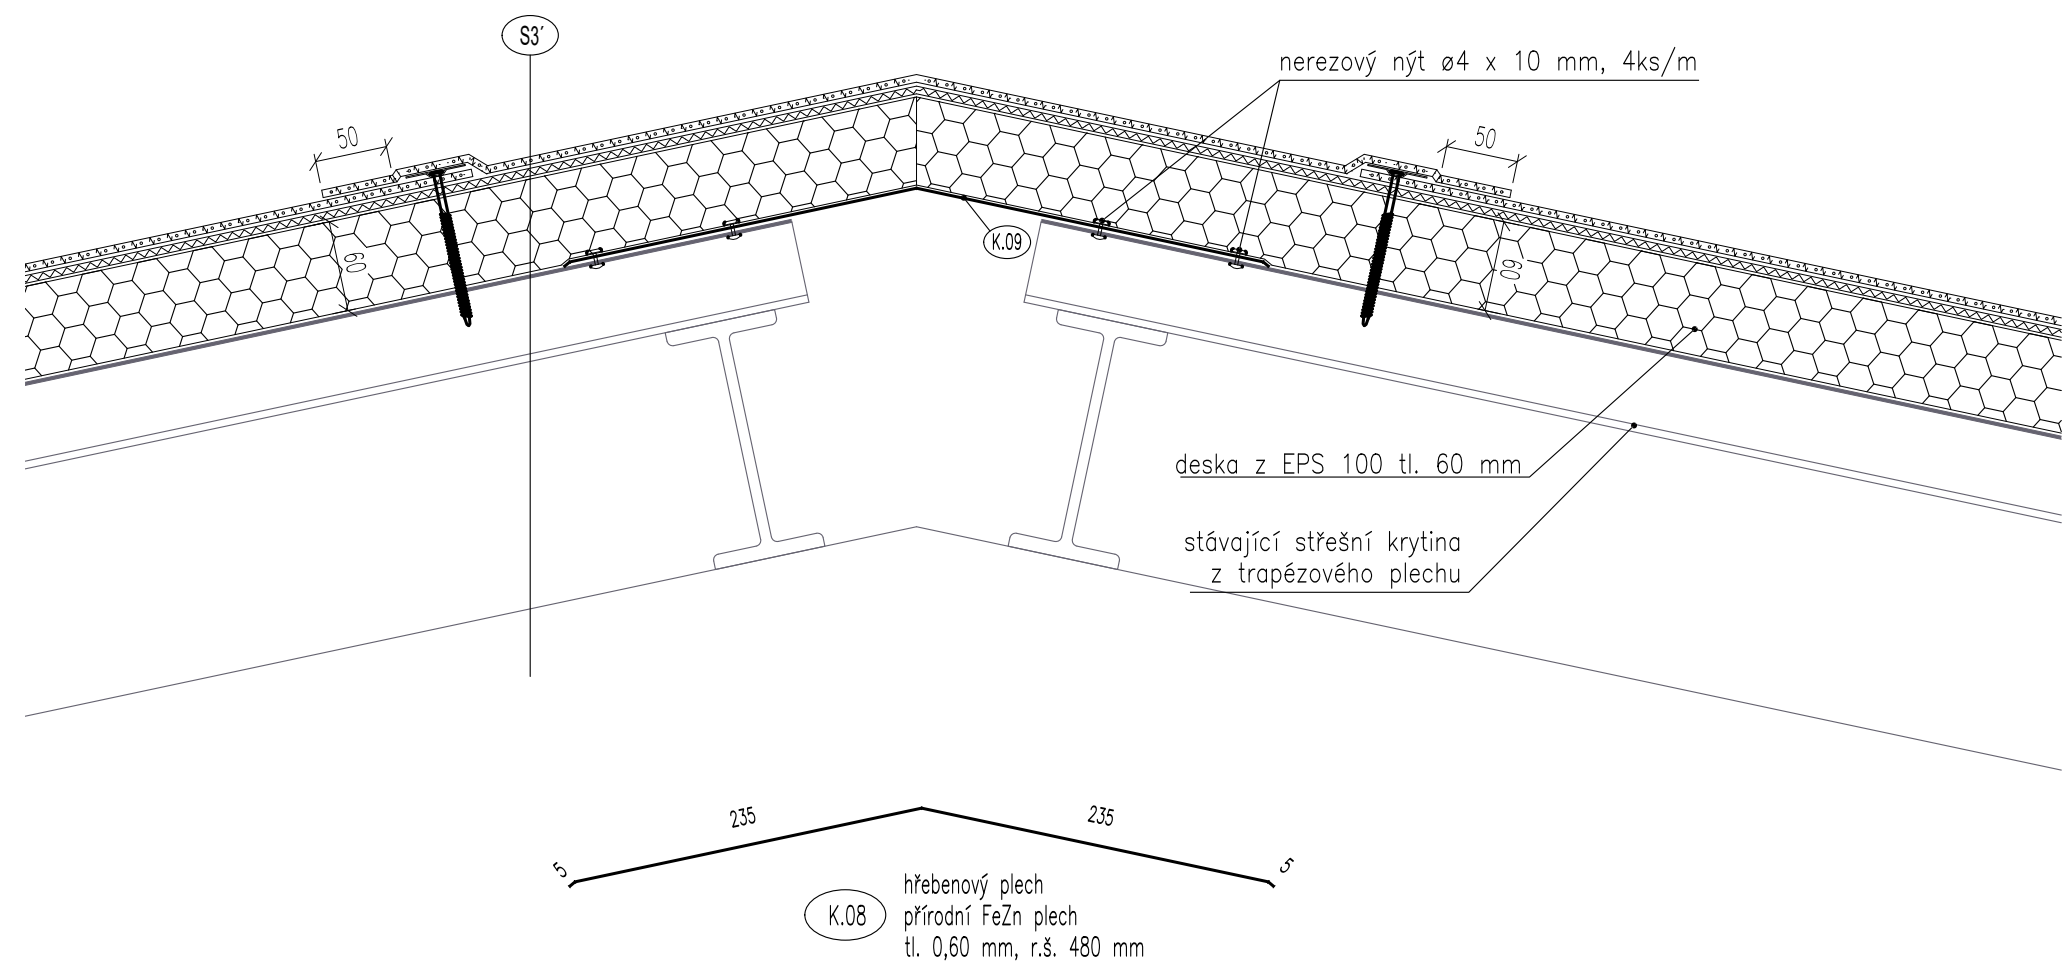 S3´
nerezový nýt ø4 x 10 mm, 4ks/m
50
50
60
60
K.09
deska z EPS 100 tl. 60 mm
stávající střešní krytina
z trapézového plechu
235
235
5
5
K.08
hřebenový plech
přírodní FeZn plech
tl. 0,60 mm, r.š. 480 mm